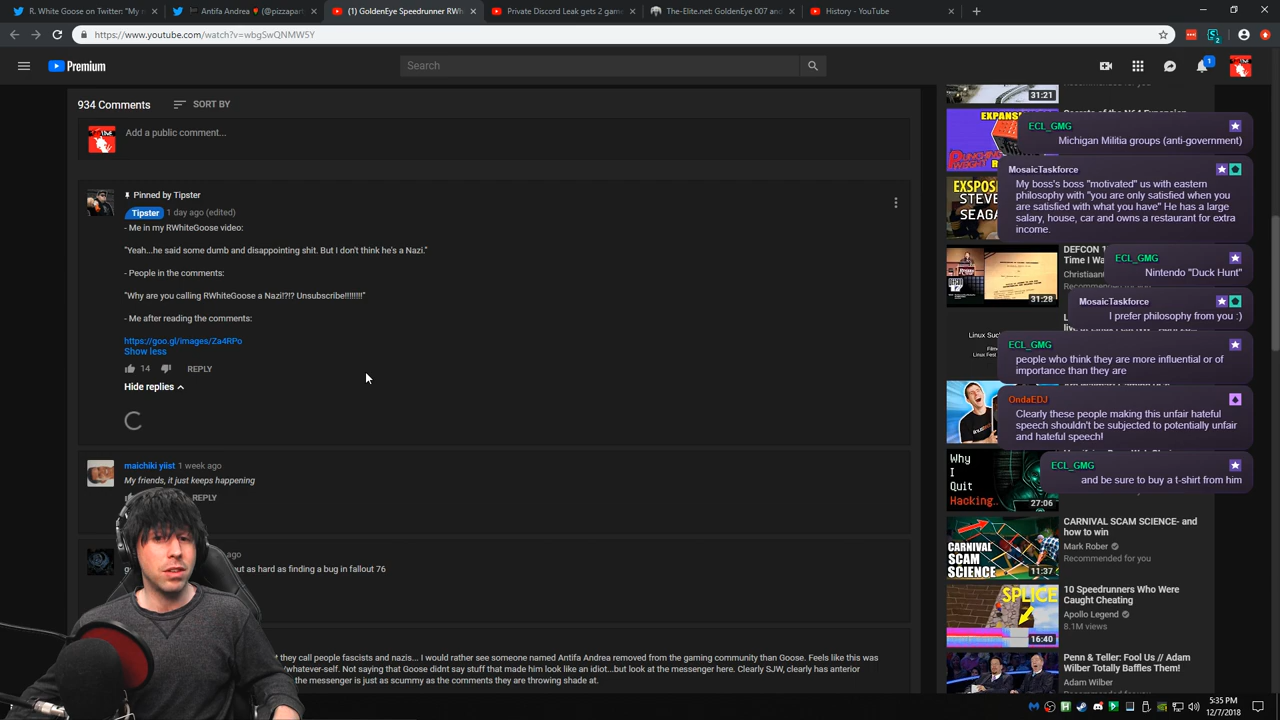 R. White Goose on Twitter: "My n
Antifa Andrea
(@pizzapart
(1) GoldenEye Speedrunner RWh
Private Discord Leak gets 2 game
The-Elite.net: GoldenEye 007 and
History - YouTube
https://www.youtube.com/watch?v=wbgSwQNMW5Y
Premium
Search
1
934 Comments
SORT BY
Add a public comment...
Pinned by Tipster
Tipster 1 day ago (edited)
- Me in my RWhiteGoose video:
"Yeah...he said some dumb and disappointing shit. But I don't think he's a Nazi."
- People in the comments:
"Why are you calling RWhiteGoose a Nazi!?!? Unsubscribe!!!!!!!!"
- Me after reading the comments:
https://goo.gl/images/Za4RPo
Show less
14
REPLY
Hide replies
maichiki yiist 1 week ago
My friends, it just keeps happening
REPLY
ago
out as hard as finding a bug in fallout 76
they call people fascists and nazis... I would rather see someone named Antifa Andrea removed from the gaming community than Goose. Feels like this was
/whatever-self. Not saying that Goose didnt say stuff that made him look like an idiot...but look at the messenger here. Clearly SJW, clearly has anterior
the messenger is just as scummy as the comments they are throwing shade at.
31:21
EXPANS
ECL_GMG
Michigan Militia groups (anti-government)
MosaicTaskforce
My boss's boss "motivated" us with eastern
philosophy with "you are only satisfied when you
are satisfied with what you have" He has a large
salary, house, car and owns a restaurant for extra
income.
EXPOSI
STEVE
SEAGA
DEFCON 1
Time I Wa
Christiaan
31:28
ECL_GMG
Nintendo "Duck Hunt"
MosaicTaskforce
I prefer philosophy from you :)
Linux Suc
ECL_GMG
people who think they are more influential or of
importance than they are
OndaEDJ
Clearly these people making this unfair hateful
speech shouldn't be subjected to potentially unfair
and hateful speech!
ECL_GMG
and be sure to buy a t-shirt from him
Why
I
Quit
Hacking..
27:06
CARNIVAL
SCAM
SCIENCE
11:37
CARNIVAL SCAM SCIENCE- and
how to win
Mark Rober
Recommended for you
SPLICE
16:40
10 Speedrunners Who Were
Caught Cheating
Apollo Legend
8.1M views
Penn & Teller: Fool Us // Adam
Wilber Totally Baffles Them!
Adam Wilber
5:35 PM
12/7/2018